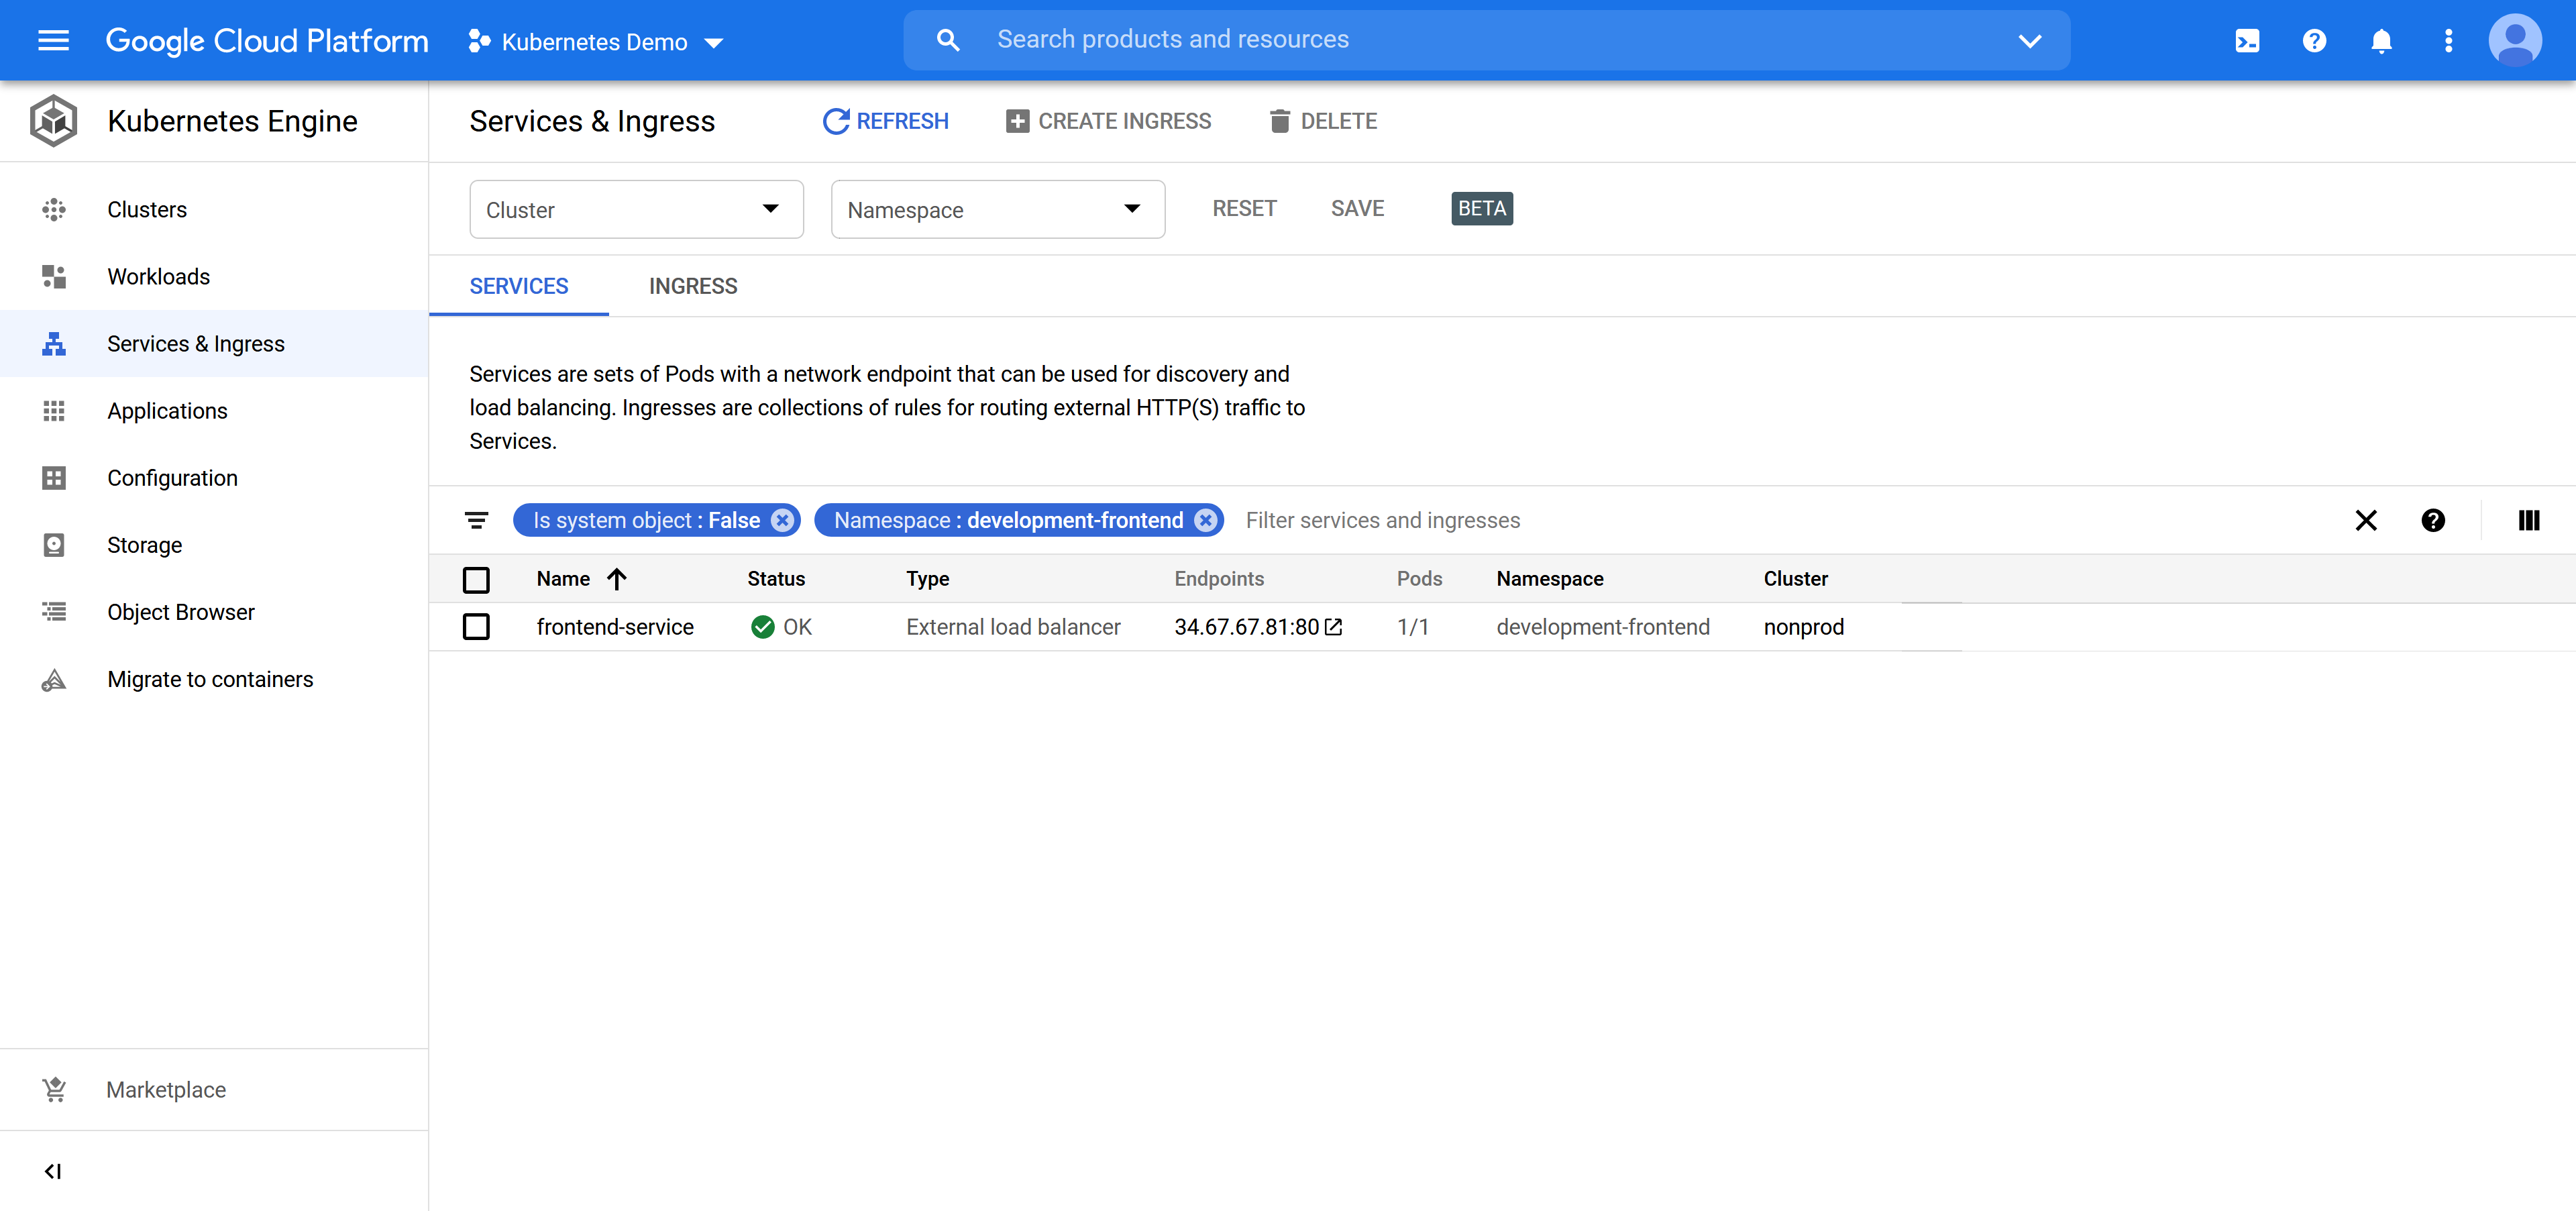 Google Cloud Platform Kubernetes Demo Search products and resources
Kubernetes Engine
Clusters
Workloads
Services & Ingress
Applications
Configuration
Storage
Object Browser
Migrate to containers
Marketplace
Services & Ingress REFRESH CREATE INGRESS DELETE
Cluster Namespace RESET SAVE BETA
SERVICES INGRESS
Services are sets of Pods with a network endpoint that can be used for discovery and
load balancing. Ingresses are collections of rules for routing external HTTP(S) traffic to
Services.
Is system object : False Namespace : development-frontend Filter services and ingresses
Name Status Type Endpoints Pods Namespace Cluster
frontend-service OK External load balancer 34.67.67.81:80 1/1 development-frontend nonprod